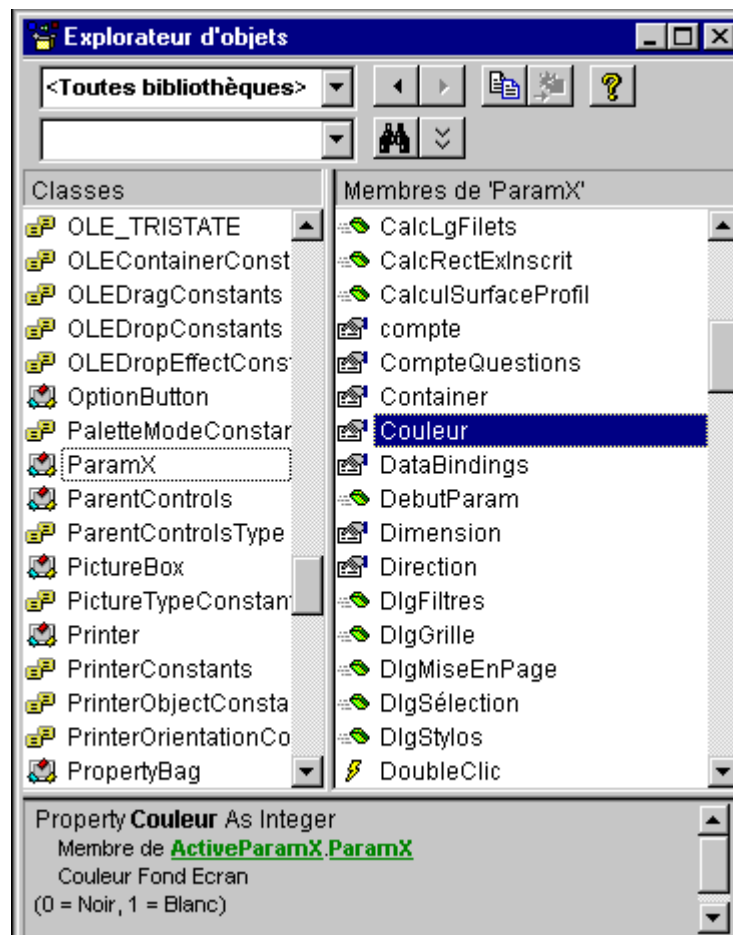 Explorateur d'objets
<Toutes bibliothèques>
Classes
OLE_TRISTATE
OLEContainerConst
OLEDragConstants
OLEDropConstants
OLEDropEffectCons
OptionButton
PaletteModeConstar
ParamX
ParentControls
ParentControlsType
PictureBox
PictureTypeConstan
Printer
PrinterConstants
PrinterObjectConsta
PrinterOrientationCo
PropertyBag
Membres de 'ParamX'
CalcLgFilets
CalcRectExInscrit
CalculSurfaceProfil
compte
CompteQuestions
Container
Couleur
DataBindings
DebutParam
Dimension
Direction
DlgFiltres
DlgGrille
DlgMiseEnPage
DlgSélection
DlgStylos
DoubleClic
Property Couleur As Integer
Membre de ActiveParamX.ParamX
Couleur Fond Ecran
(0 = Noir, 1 = Blanc)